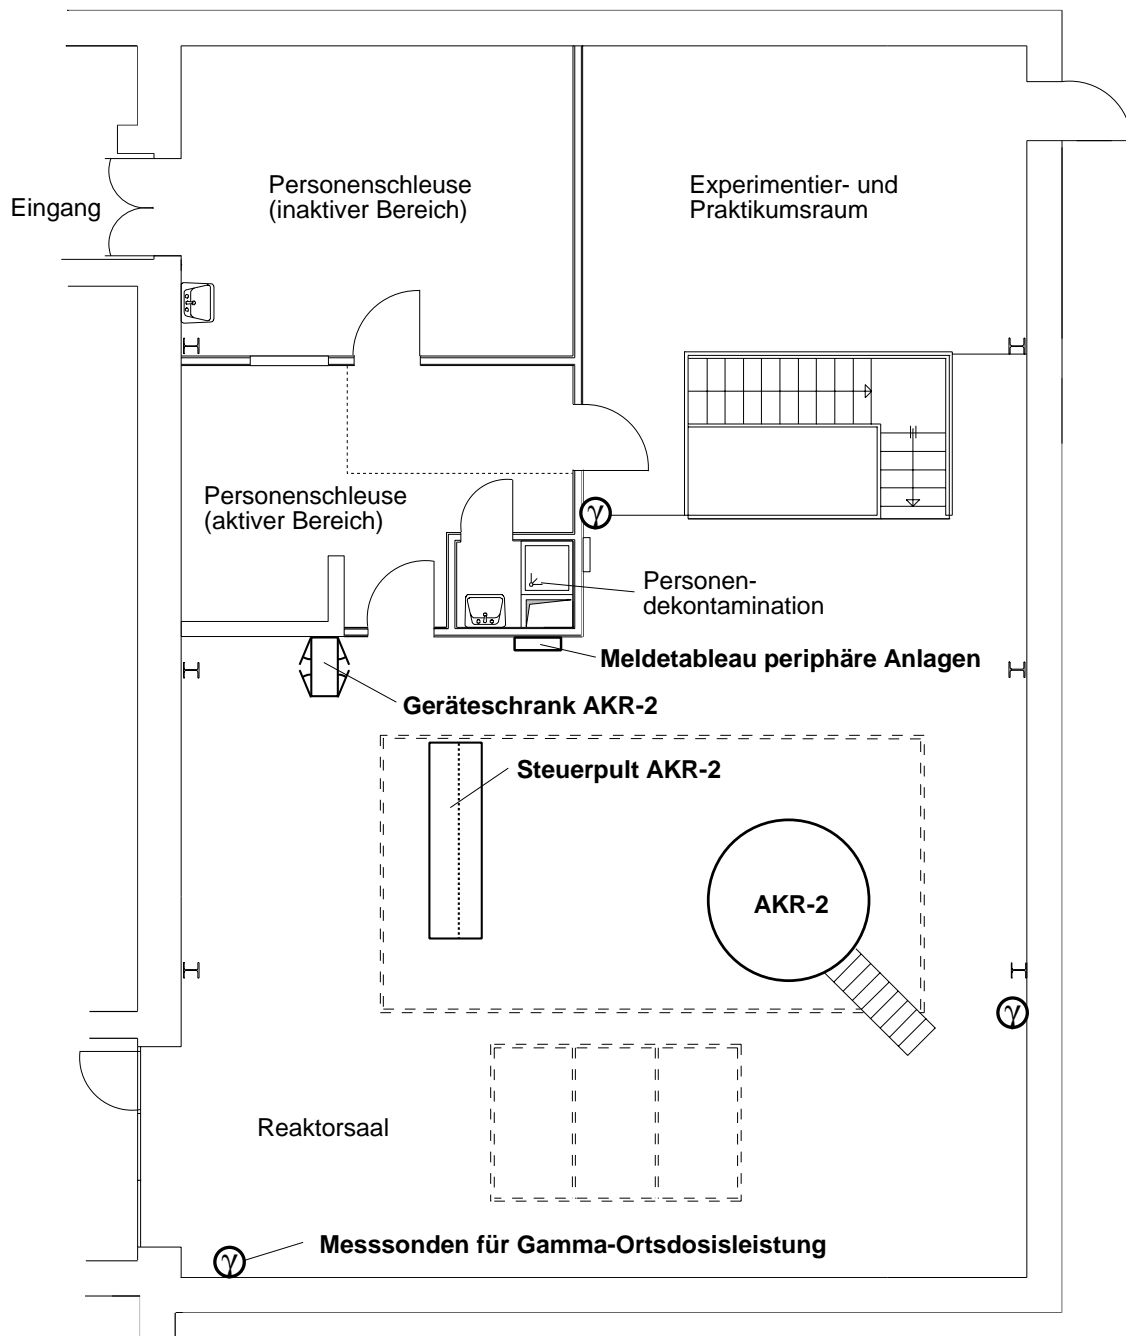 Personenschleuse
(inaktiver Bereich)
Experimentier- und
Praktikumsraum
Eingang
Personenschleuse
(aktiver Bereich)
γ
Personen-
dekontamination
Meldetableau periphäre Anlagen
Geräteschrank AKR-2
Steuerpult AKR-2
AKR-2
γ
Reaktorsaal
Messsonden für Gamma-Ortsdosisleistung
γ